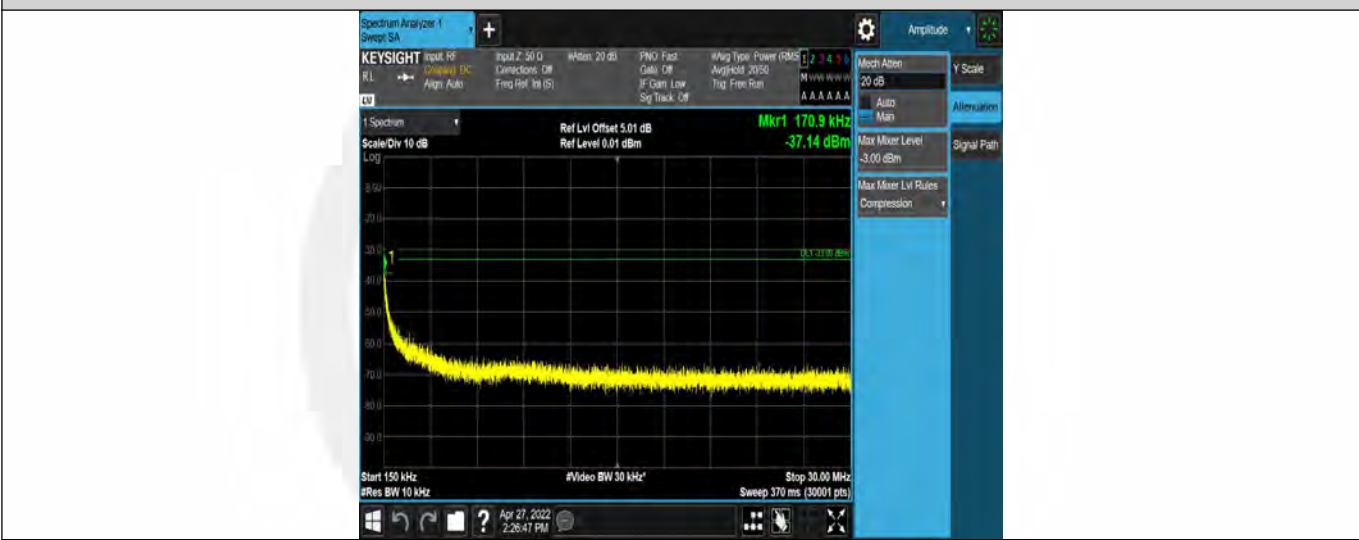 Spectrum Analyzer 1
Swept SA
+
Amplitude
KEYSIGHT
RL
LV
Input: RF
Coupling: DC
Align: Auto
Input Z: 50 Ω
Corrections: Off
Freq Ref: Int (S)
#Atten: 20 dB
PNO: Fast
Gate: Off
IF Gain: Low
Sig Track: Off
#Avg Type: Power (RMS
Avg|Hold: 20/50
Trig: Free Run
1 2 3 4 5 6
M W W W W W
A A A A A A
Mech Atten
20 dB
Auto
Man
Max Mixer Level
-3.00 dBm
Max Mixer Lvl Rules
Compression
Y Scale
Attenuation
Signal Path
1 Spectrum
Scale/Div 10 dB
Log
Ref Lvl Offset 5.01 dB
Ref Level 0.01 dBm
Mkr1 170.9 kHz
-37.14 dBm
1
Start 150 kHz
#Res BW 10 kHz
#Video BW 30 kHz*
Stop 30.00 MHz
Sweep 370 ms (30001 pts)
?
Apr 27, 2022
2:26:47 PM